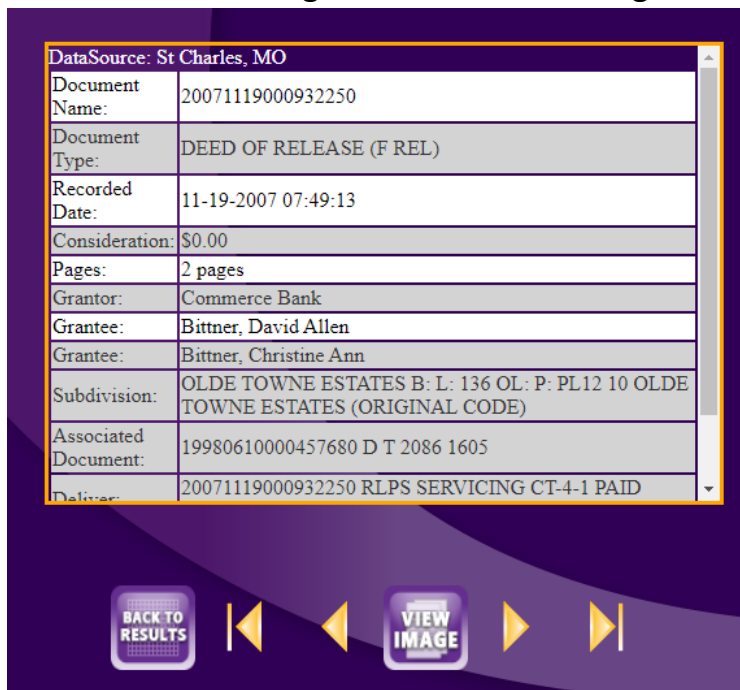 DataSource: St Charles, MO
Document
Name:
20071119000932250
Document
Type:
DEED OF RELEASE (F REL)
Recorded
Date:
11-19-2007 07:49:13
Consideration: $0.00
Pages: 2 pages
Grantor: Commerce Bank
Grantee: Bittner, David Allen
Grantee: Bittner, Christine Ann
Subdivision:
OLDE TOWNE ESTATES B: L: 136 OL: P: PL12 10 OLDE
TOWNE ESTATES (ORIGINAL CODE)
Associated
Document:
19980610000457680 D T 2086 1605
Deliver:
20071119000932250 RLPS SERVICING CT-4-1 PAID
BACK TO
RESULTS
VIEW
IMAGE